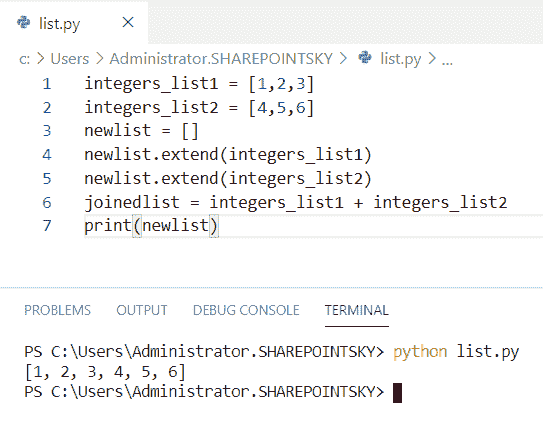 list.py ×
c: > Users > Administrator.SHAREPOINTSKY > list.py > ...
1 integers_list1 = [1,2,3]
2 integers_list2 = [4,5,6]
3 newlist = []
4 newlist.extend(integers_list1)
5 newlist.extend(integers_list2)
6 joinedlist = integers_list1 + integers_list2
7 print(newlist)
PROBLEMS OUTPUT DEBUG CONSOLE TERMINAL
PS C:\Users\Administrator.SHAREPOINTSKY> python list.py
[1, 2, 3, 4, 5, 6]
PS C:\Users\Administrator.SHAREPOINTSKY>